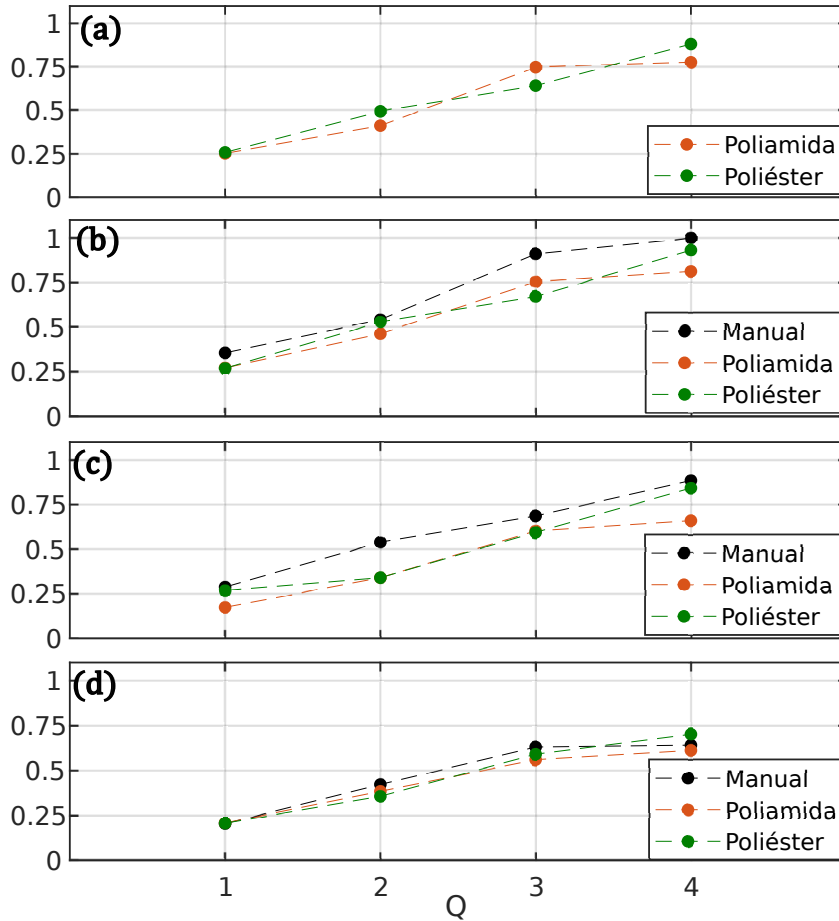 (a)
1
0.75
0.5
0.25
0
Poliamida
Poliéster
(b)
1
0.75
0.5
0.25
0
Manual
Poliamida
Poliéster
(c)
1
0.75
0.5
0.25
0
Manual
Poliamida
Poliéster
(d)
1
0.75
0.5
0.25
0
Manual
Poliamida
Poliéster
1 2 3 4
Q